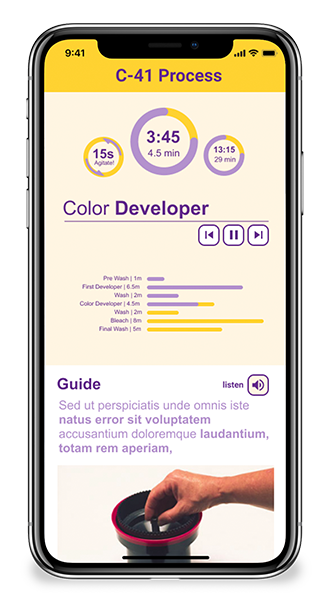 9:41
C-41 Process
15s
Agitate!
3:45
4.5 min
13:15
29 min
Color Developer
Pre Wash | 1m
First Developer | 6.5m
Wash | 2m
Color Developer | 4.5m
Wash | 2m
Bleach | 8m
Final Wash | 5m
Guide
listen
Sed ut perspiciatis unde omnis iste
natus error sit voluptatem
accusantium doloremque laudantium,
totam rem aperiam,